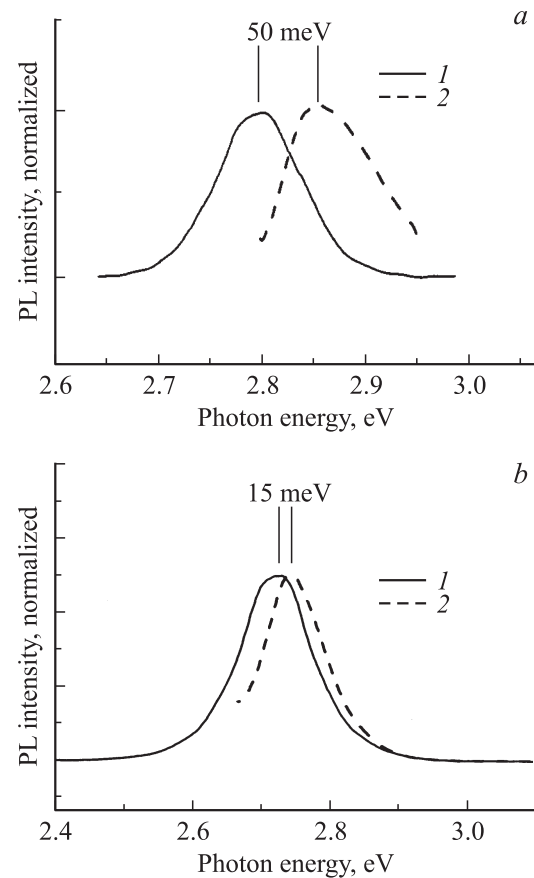 a
50 meV
1
2
PL intensity, normalized
2.6 2.7 2.8 2.9 3.0
Photon energy, eV
b
15 meV
1
2
PL intensity, normalized
2.4 2.6 2.8 3.0
Photon energy, eV